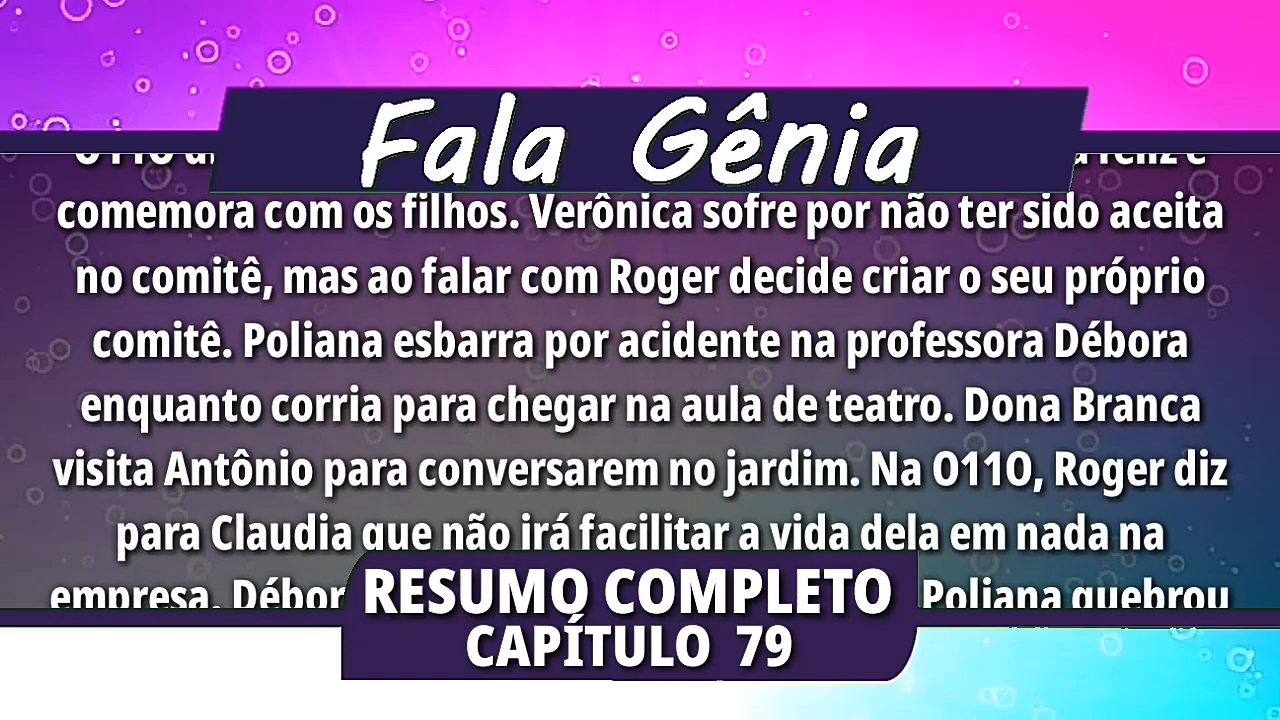 Fala Gênia
comemora com os filhos. Verônica sofre por não ter sido aceita
no comitê, mas ao falar com Roger decide criar o seu próprio
comitê. Poliana esbarra por acidente na professora Débora
enquanto corria para chegar na aula de teatro. Dona Branca
visita Antônio para conversarem no jardim. Na O11O, Roger diz
para Claudia que não irá facilitar a vida dela em nada na
empresa. Poliana quebrou
RESUMO COMPLETO
CAPÍTULO 79